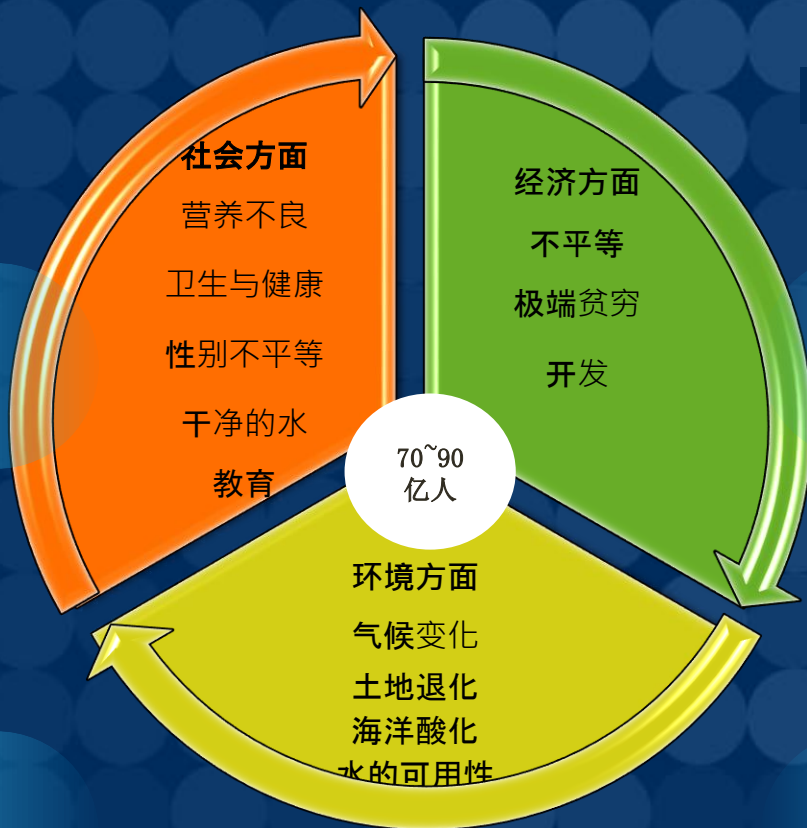 社会方面
营养不良
卫生与健康
性别不平等
干净的水
教育
经济方面
不平等
极端贫穷
开发
70~90
亿人
环境方面
气候变化
土地退化
海洋酸化
水的可用性